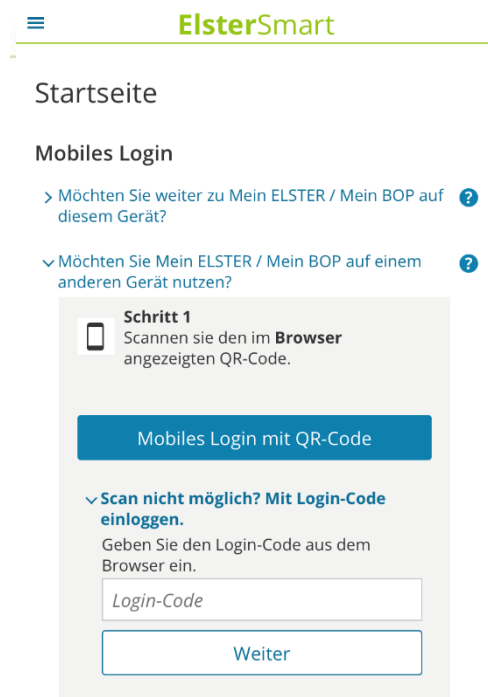 ElsterSmart
Startseite
Mobiles Login
Möchten Sie weiter zu Mein ELSTER / Mein BOP auf
diesem Gerät?
?
Möchten Sie Mein ELSTER / Mein BOP auf einem
anderen Gerät nutzen?
?
Schritt 1
Scannen sie den im Browser
angezeigten QR-Code.
Mobiles Login mit QR-Code
Scan nicht möglich? Mit Login-Code
einloggen.
Geben Sie den Login-Code aus dem
Browser ein.
Login-Code
Weiter